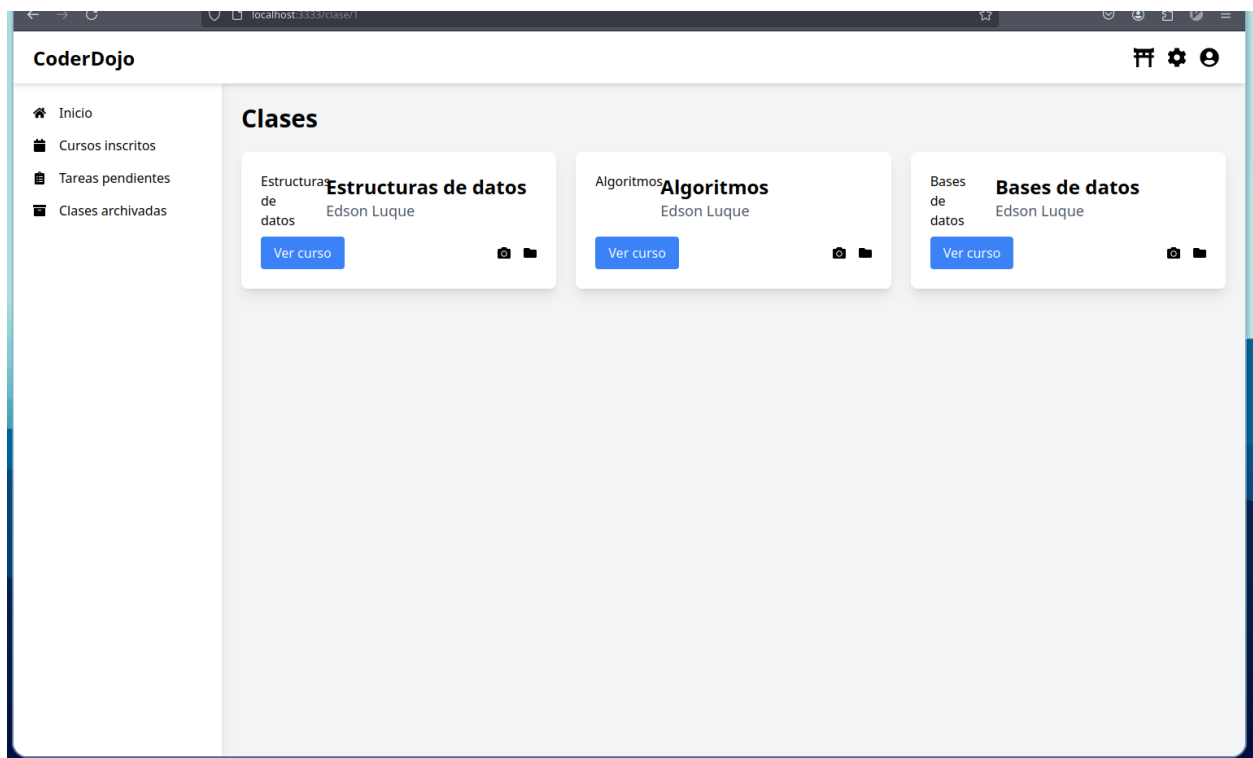 localhost:3333/clase/1
CoderDojo
Inicio
Cursos inscritos
Tareas pendientes
Clases archivadas
Clases
Estructuras
de
datos
Estructuras de datos
Edson Luque
Ver curso
Algoritmos
Algoritmos
Edson Luque
Ver curso
Bases
de
datos
Bases de datos
Edson Luque
Ver curso